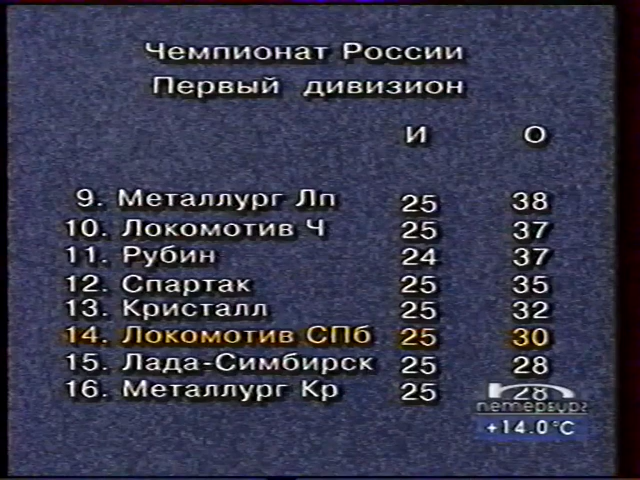 Чемпионат России
Первый дивизион
И О
9. Металлург Лп 25 38
10. Локомотив Ч 25 37
11. Рубин 24 37
12. Спартак 25 35
13. Кристалл 25 32
14. Локомотив СПб 25 30
15. Лада-Симбирск 25 28
16. Металлург Кр 25 28
петербург
+14.0°C